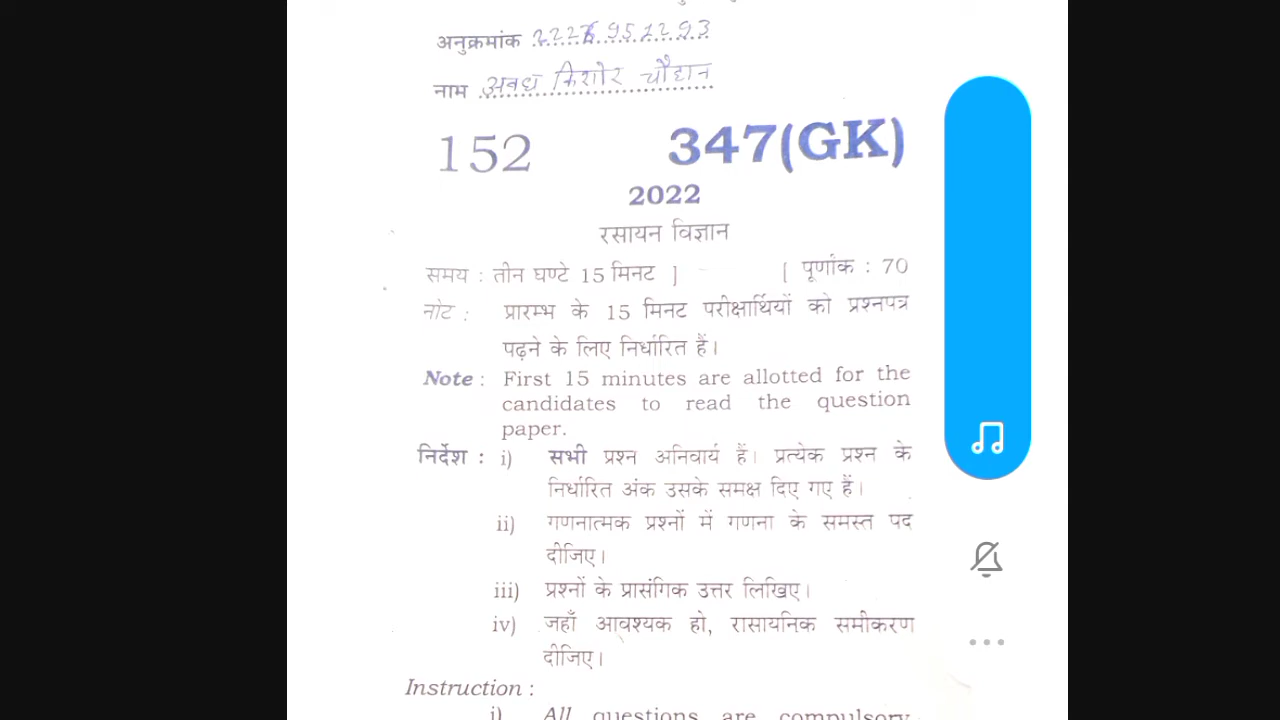 अनुक्रमांक
नाम अवध किशोर चौहान
152 347(GK)
2022
रसायन विज्ञान
समय : तीन घण्टे 15 मिनट ] [ पूर्णांक : 70
नोट : प्रारम्भ के 15 मिनट परीक्षार्थियों को प्रश्नपत्र
पढ़ने के लिए निर्धारित हैं।
Note : First 15 minutes are allotted for the
candidates to read the question
paper.
निर्देश : i) सभी प्रश्न अनिवार्य हैं। प्रत्येक प्रश्न के
निर्धारित अंक उसके समक्ष दिए गए हैं।
ii) गणनात्मक प्रश्नों में गणना के समस्त पद
दीजिए।
iii) प्रश्नों के प्रासंगिक उत्तर लिखिए।
iv) जहाँ आवश्यक हो, रासायनिक समीकरण
दीजिए।
Instruction :
i) All questions are compulsory.